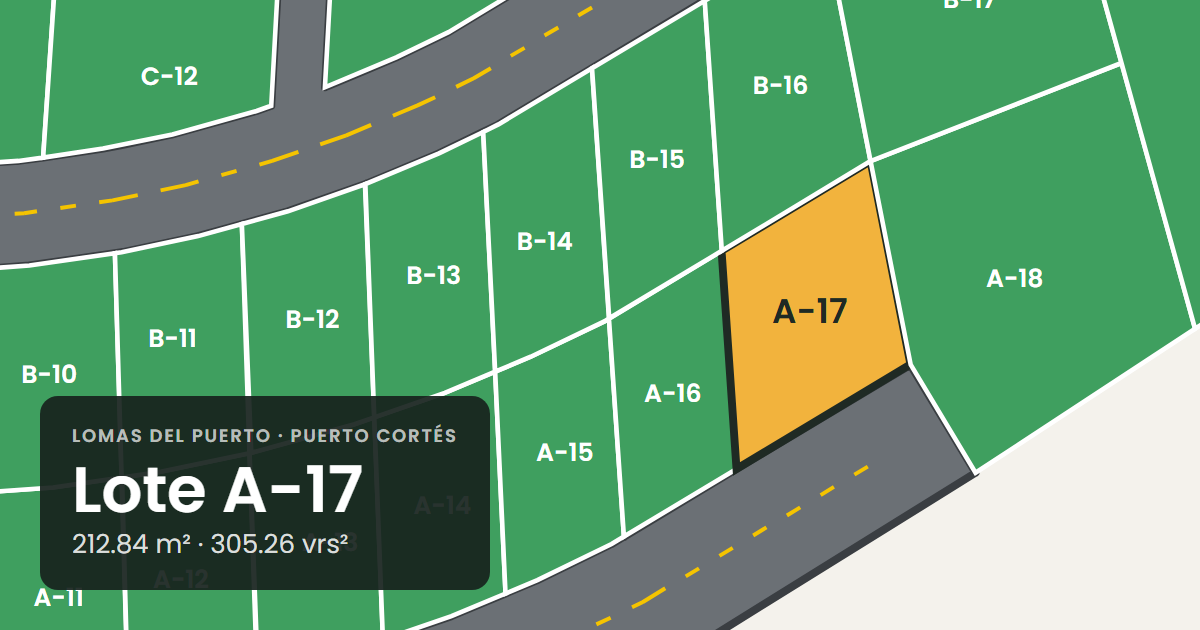 B-17
C-12
B-16
B-15
B-14
B-13
B-12
B-11
B-10
A-18
A-17
A-16
A-15
A-14
A-12
A-11
LOMAS DEL PUERTO · PUERTO CORTÉS
Lote A-17
212.84 m² · 305.26 vrs²